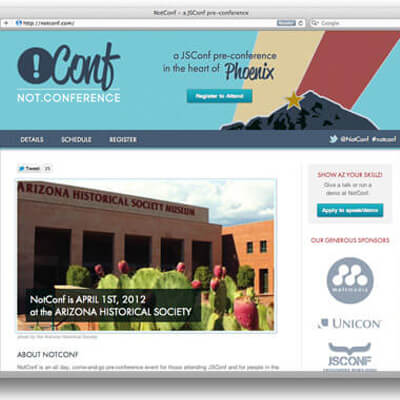 NotConf – a JSConf pre-conference
http://notconf.com/
Google
!Conf
NOT.CONFERENCE
a JSConf pre-conference
in the heart of Phoenix
Register to Attend
DETAILS SCHEDULE REGISTER
@NotConf #notconf
Tweet 25
ARIZONA HISTORICAL SOCIETY MUSEUM
NotConf is APRIL 1ST, 2012
at the ARIZONA HISTORICAL SOCIETY
photo by the Arizona Historical Society
SHOW AZ YOUR SKILLZ!
Give a talk or run a
demo at NotConf.
Apply to speak/demo
OUR GENEROUS SPONSORS
UNICON
JSCONF
ABOUT NOTCONF
NotConf is an all day, come-and-go pre-conference event for those attending JSConf and for people in the